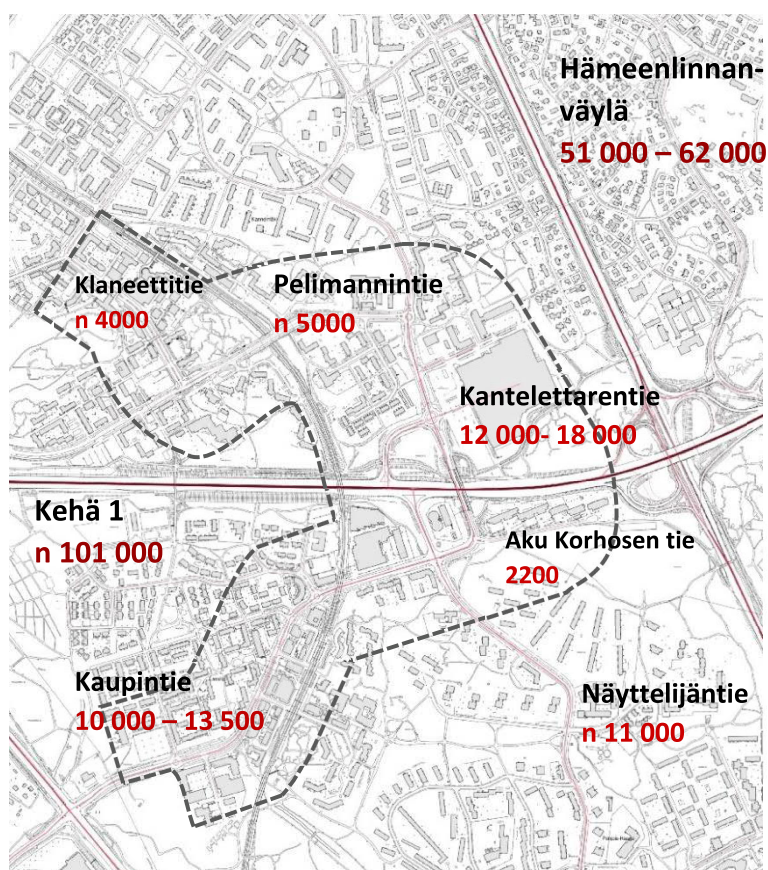 Hämeenlinnan-
väylä
51 000 – 62 000
Klaneettitie
n 4000
Pelimannintie
n 5000
Kantelettarentie
12 000- 18 000
Kehä 1
n 101 000
Aku Korhosen tie
2200
Kaupintie
10 000 – 13 500
Näyttelijäntie
n 11 000